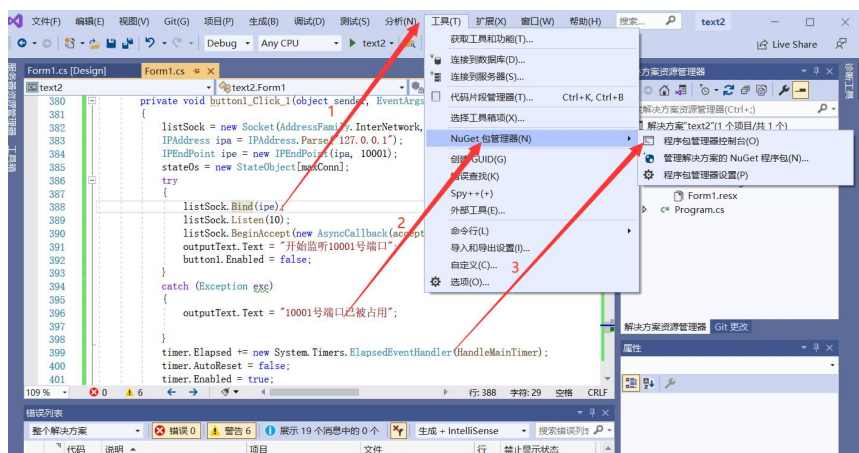 文件(F) 编辑(E) 视图(V) Git(G) 项目(P) 生成(B) 调试(D) 测试(S) 分析(N) 工具(T) 扩展(X) 窗口(W) 帮助(H) 搜索... text2
Debug Any CPU text2 Live Share
获取工具和功能(T)...
连接到数据库(D)...
连接到服务器(S)...
代码片段管理器(T)... Ctrl+K, Ctrl+B
选择工具箱项(X)...
NuGet 包管理器(N)
创建 GUID(G)
错误查找(K)
Spy++(+)
外部工具(E)...
命令行(L)
导入和导出设置(I)...
自定义(C)...
选项(O)...
程序包管理器控制台(O)
管理解决方案的 NuGet 程序包(N)...
程序包管理器设置(P)
Form1.cs [Design] Form1.cs
text2 text2.Form1
380 private void button1_Click_1(object sender, EventArgs
381 {
382 listSock = new Socket(AddressFamily.InterNetwork,
383 IPAddress ipa = IPAddress.Parse("127.0.0.1");
384 IPEndPoint ipe = new IPEndPoint(ipa, 10001);
385 stateOs = new StateObject[maxConn];
386 try
387 {
388 listSock.Bind(ipe);
389 listSock.Listen(10);
390 listSock.BeginAccept(new AsyncCallback(accept
391 outputText.Text = "开始监听10001号端口";
392 button1.Enabled = false;
393 }
394 catch (Exception exc)
395 {
396 outputText.Text = "10001号端口已被占用";
397
398 }
399 timer.Elapsed += new System.Timers.ElapsedEventHandler(HandleMainTimer);
400 timer.AutoReset = false;
401 timer.Enabled = true;
1
2
3
109 % 0 6 行: 388 字符: 29 空格 CRLF
方案资源管理器
解决方案资源管理器(Ctrl+;)
解决方案"text2"(1 个项目/共 1 个)
Form1.resx
C# Program.cs
解决方案资源管理器 Git 更改
属性
错误列表
整个解决方案 错误 0 警告 6 展示 19 个消息中的 0 个 生成 + IntelliSense 搜索错误列表
代码 说明 项目 文件 行 禁止显示状态
工具箱